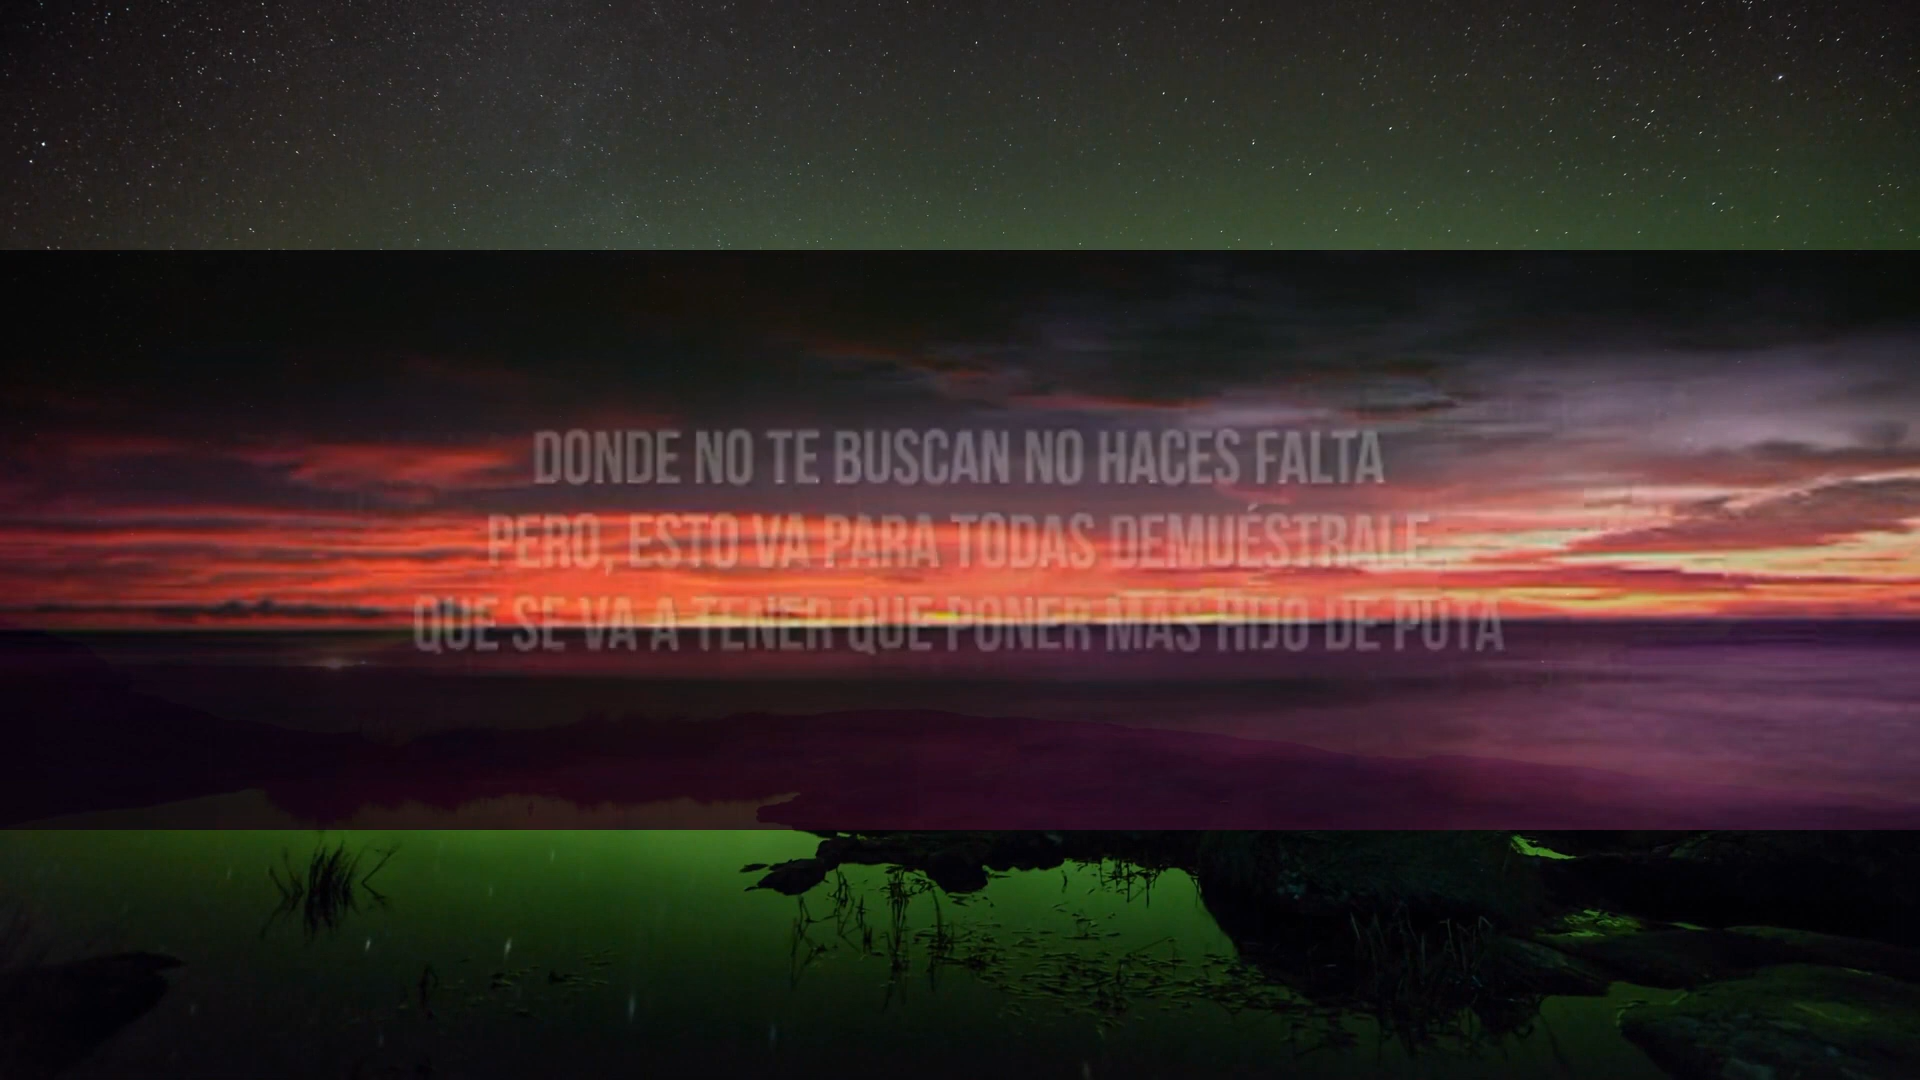 DONDE NO TE BUSCAN NO HACES FALTA
PERO, ESTO VA PARA TODAS DEMUÉSTRALE.
QUE SE VA A TENER QUE PONER MAS HIJO DE PUTA